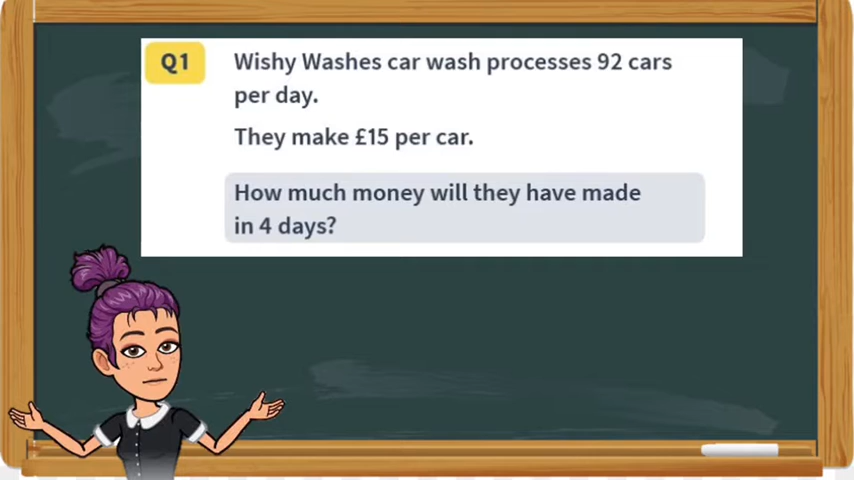 Q1
Wishy Washes car wash processes 92 cars
per day.
They make £15 per car.
How much money will they have made
in 4 days?